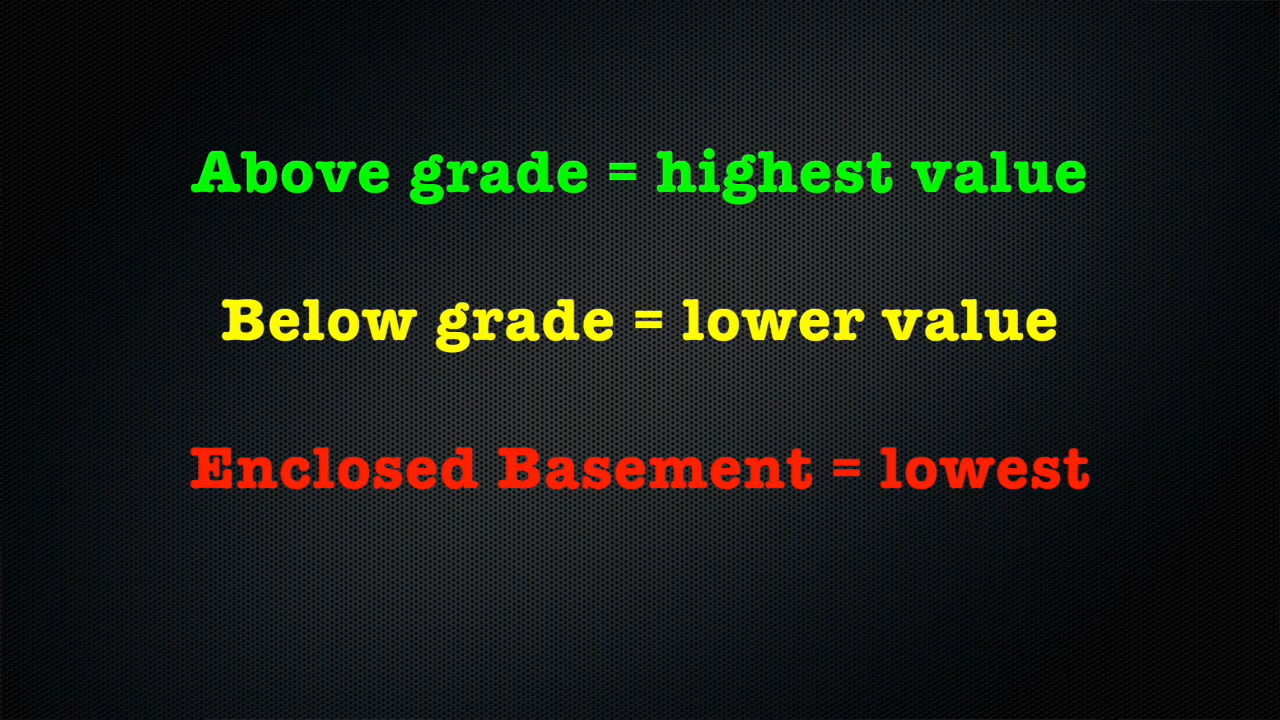 Above grade = highest value
Below grade = lower value
Enclosed Basement = lowest